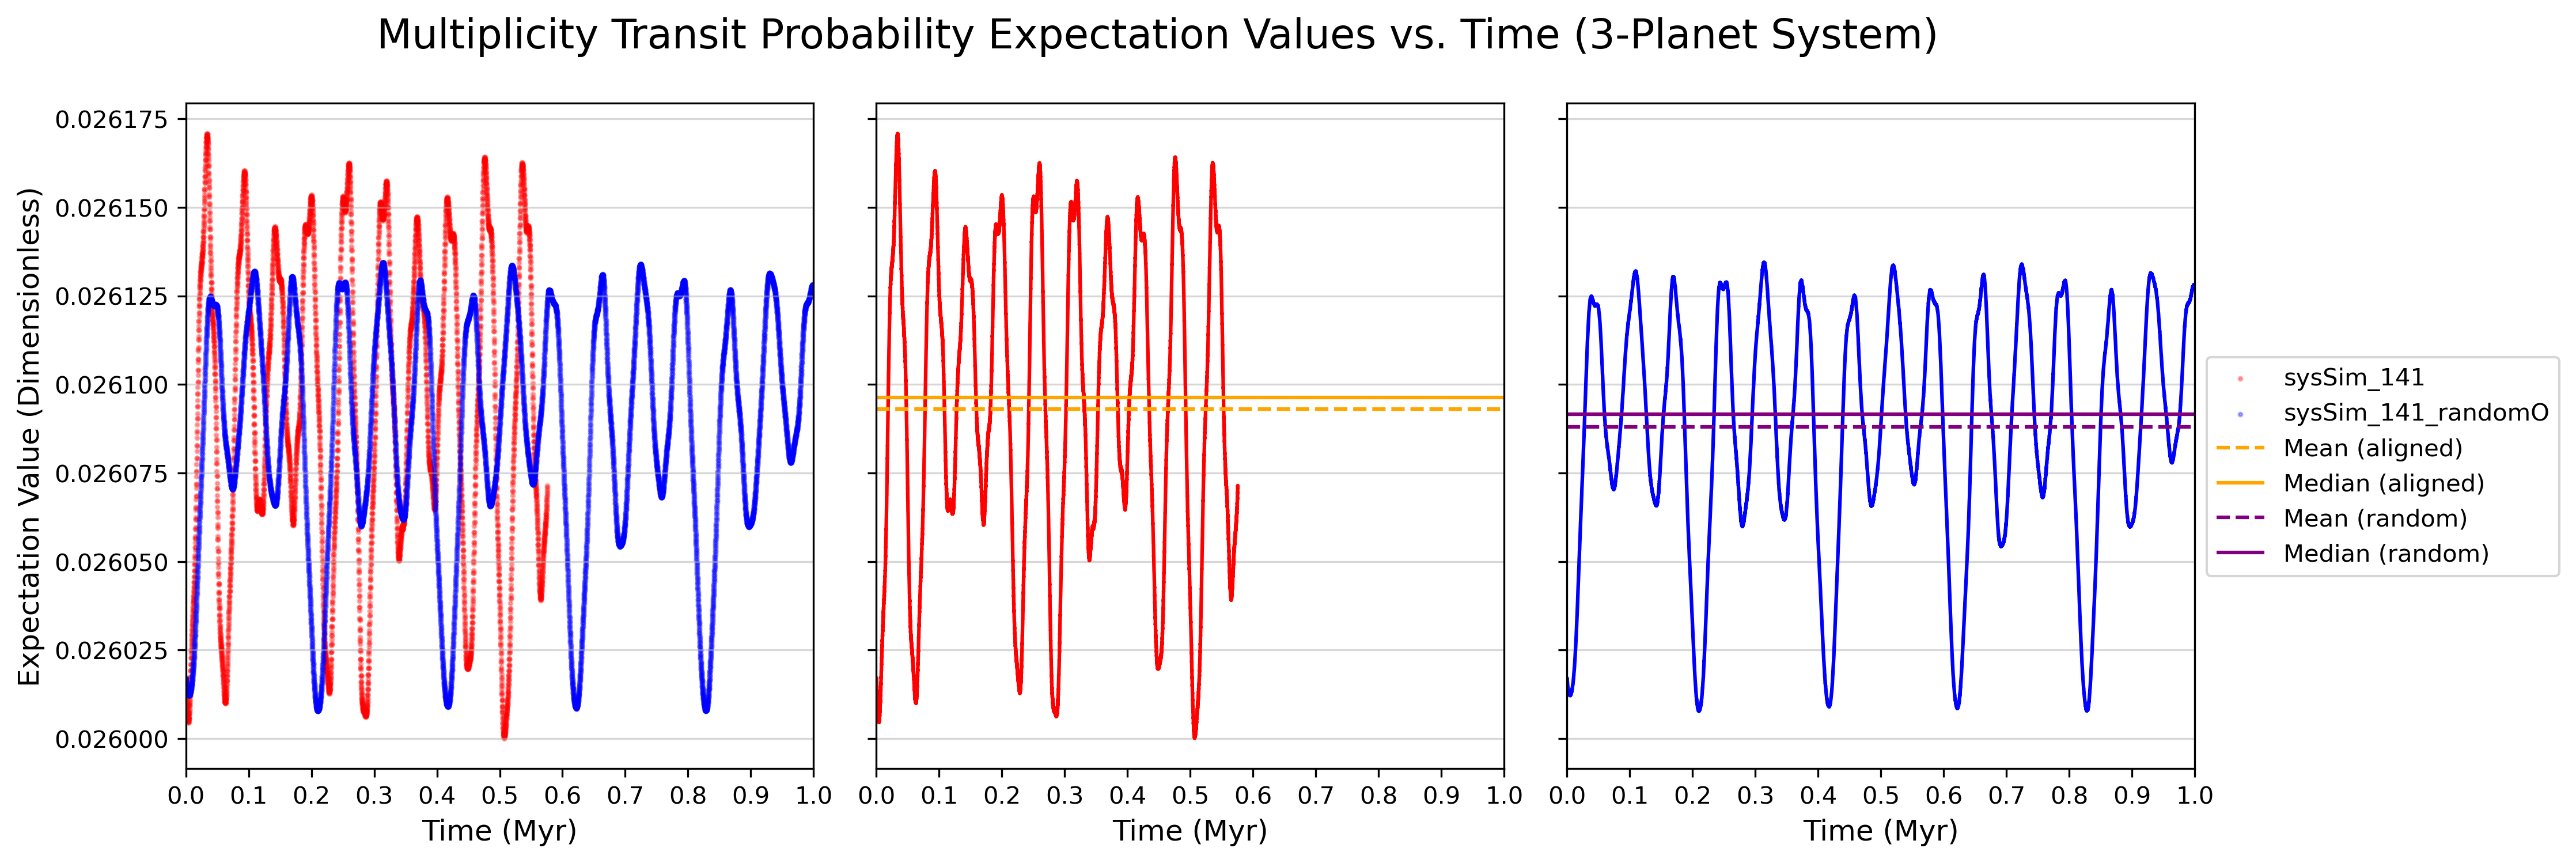 Multiplicity Transit Probability Expectation Values vs. Time (3-Planet System)
Expectation Value (Dimensionless)
0.026175
0.026150
0.026125
0.026100
0.026075
0.026050
0.026025
0.026000
0.0 0.1 0.2 0.3 0.4 0.5 0.6 0.7 0.8 0.9 1.0
Time (Myr)
0.0 0.1 0.2 0.3 0.4 0.5 0.6 0.7 0.8 0.9 1.0
Time (Myr)
0.0 0.1 0.2 0.3 0.4 0.5 0.6 0.7 0.8 0.9 1.0
Time (Myr)
sysSim_141
sysSim_141_randomO
Mean (aligned)
Median (aligned)
Mean (random)
Median (random)